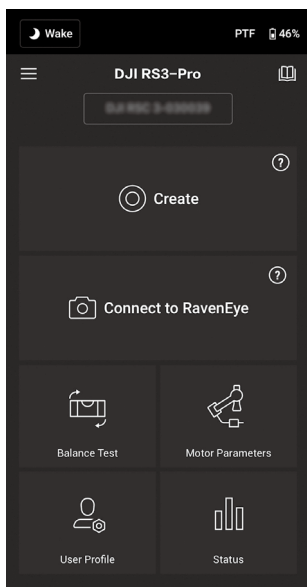 Wake
PTF 46%
DJI RS3-Pro
?
Create
?
Connect to RavenEye
Balance Test
Motor Parameters
User Profile
Status